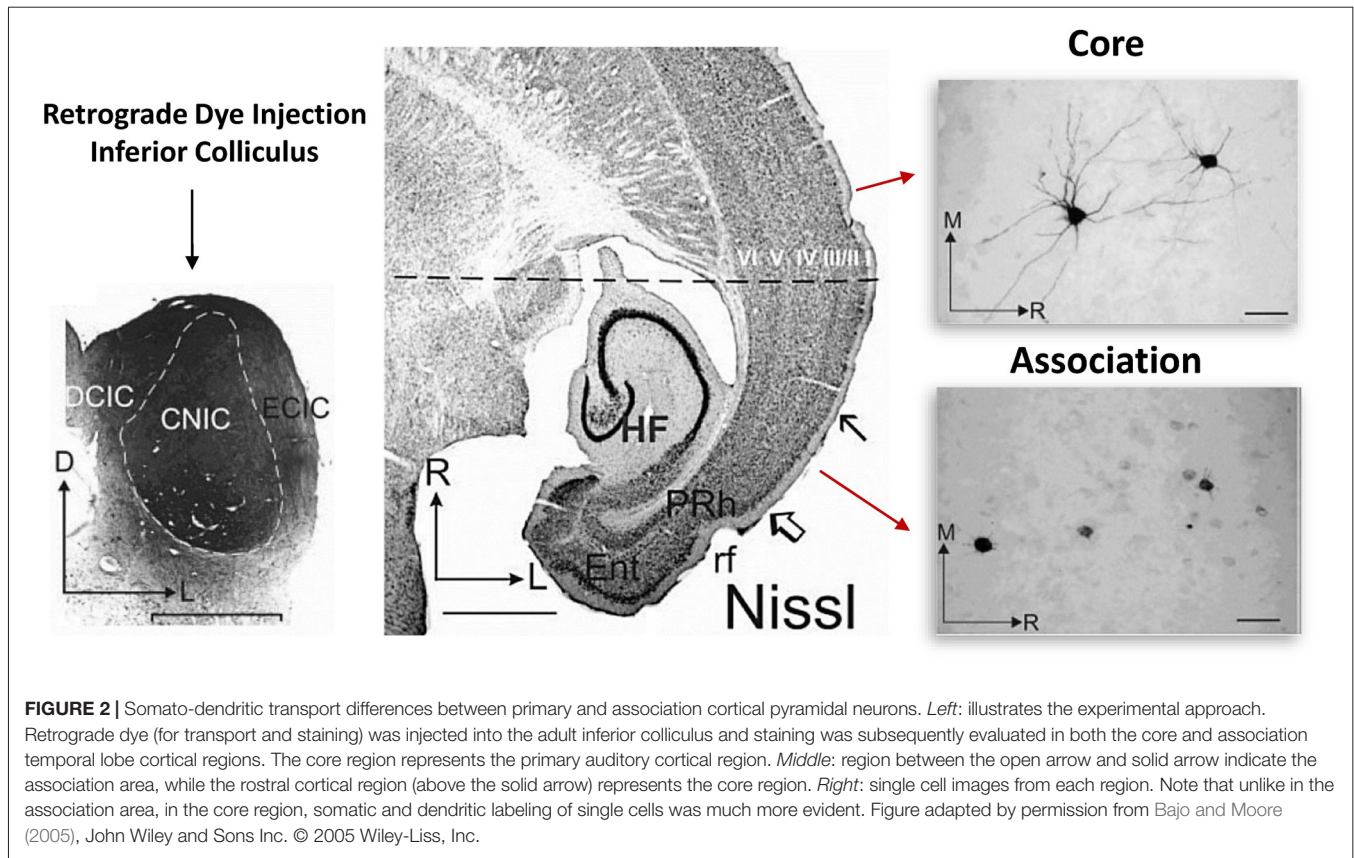 Retrograde Dye Injection
Inferior Colliculus
DCIC
CNIC
ECIC
D
L
VI V IV III/II I
HF
R
L
PRh
Ent
rf
Nissl
Core
M
R
Association
M
R
FIGURE 2 | Somato-dendritic transport differences between primary and association cortical pyramidal neurons. Left: illustrates the experimental approach.
Retrograde dye (for transport and staining) was injected into the adult inferior colliculus and staining was subsequently evaluated in both the core and association
temporal lobe cortical regions. The core region represents the primary auditory cortical region. Middle: region between the open arrow and solid arrow indicate the
association area, while the rostral cortical region (above the solid arrow) represents the core region. Right: single cell images from each region. Note that unlike in the
association area, in the core region, somatic and dendritic labeling of single cells was much more evident. Figure adapted by permission from Bajo and Moore
(2005), John Wiley and Sons Inc. © 2005 Wiley-Liss, Inc.